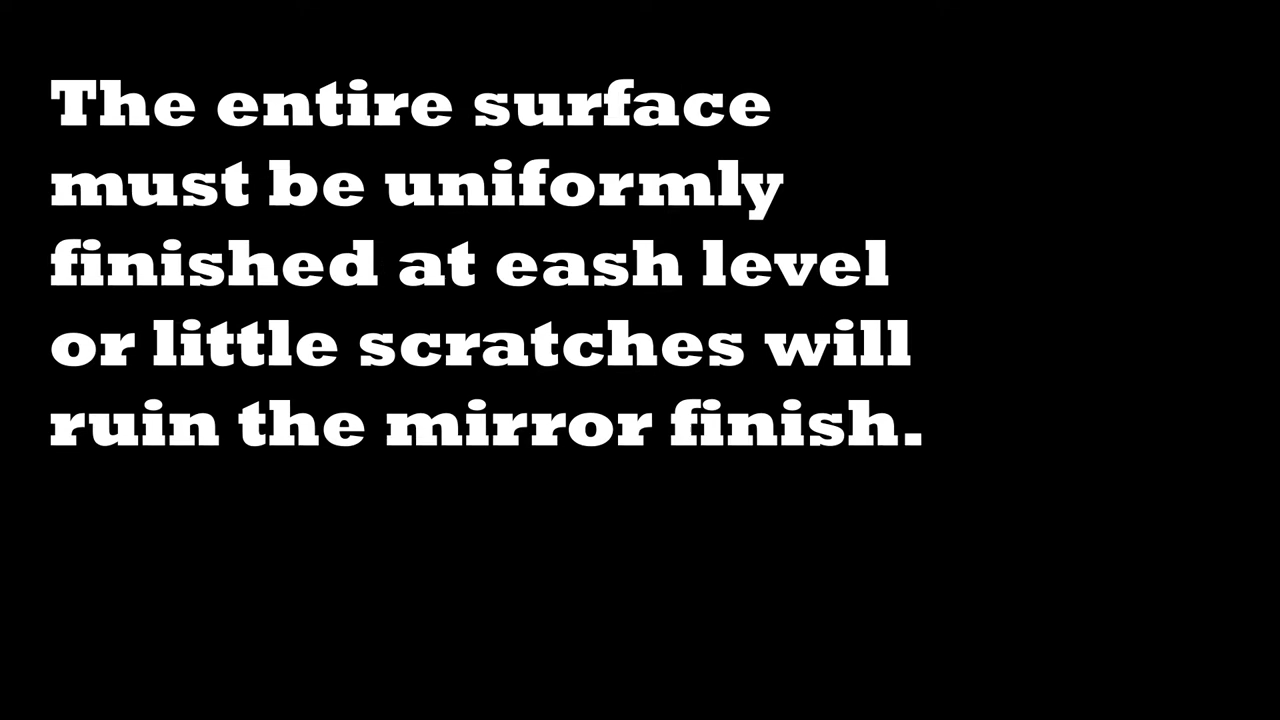 The entire surface
must be uniformly
finished at eash level
or little scratches will
ruin the mirror finish.